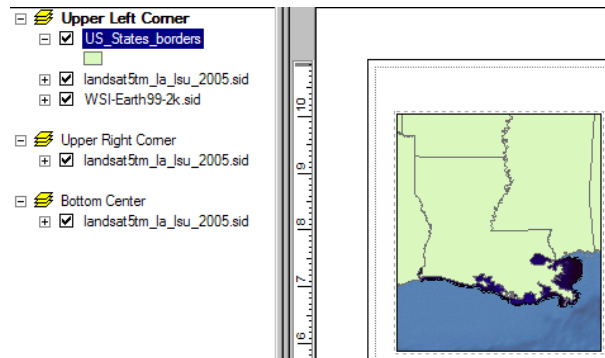 Upper Left Corner
US_States_borders
landsat5tm_la_lsu_2005.sid
WSI-Earth99-2k.sid
Upper Right Corner
landsat5tm_la_lsu_2005.sid
Bottom Center
landsat5tm_la_lsu_2005.sid
10
9
8
7
6